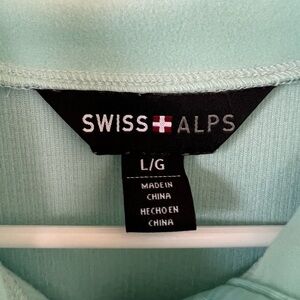 SWISS ALPS
L/G
MADE IN
CHINA
HECHO EN
CHINA